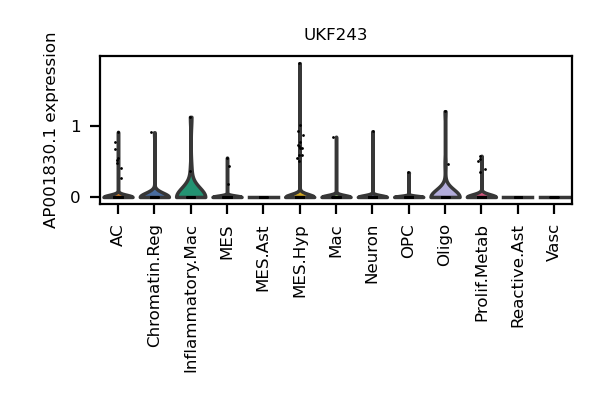 UKF243
AP001830.1 expression
1
0
AC
Chromatin.Reg
Inflammatory.Mac
MES
MES.Ast
MES.Hyp
Mac
Neuron
OPC
Oligo
Prolif.Metab
Reactive.Ast
Vasc